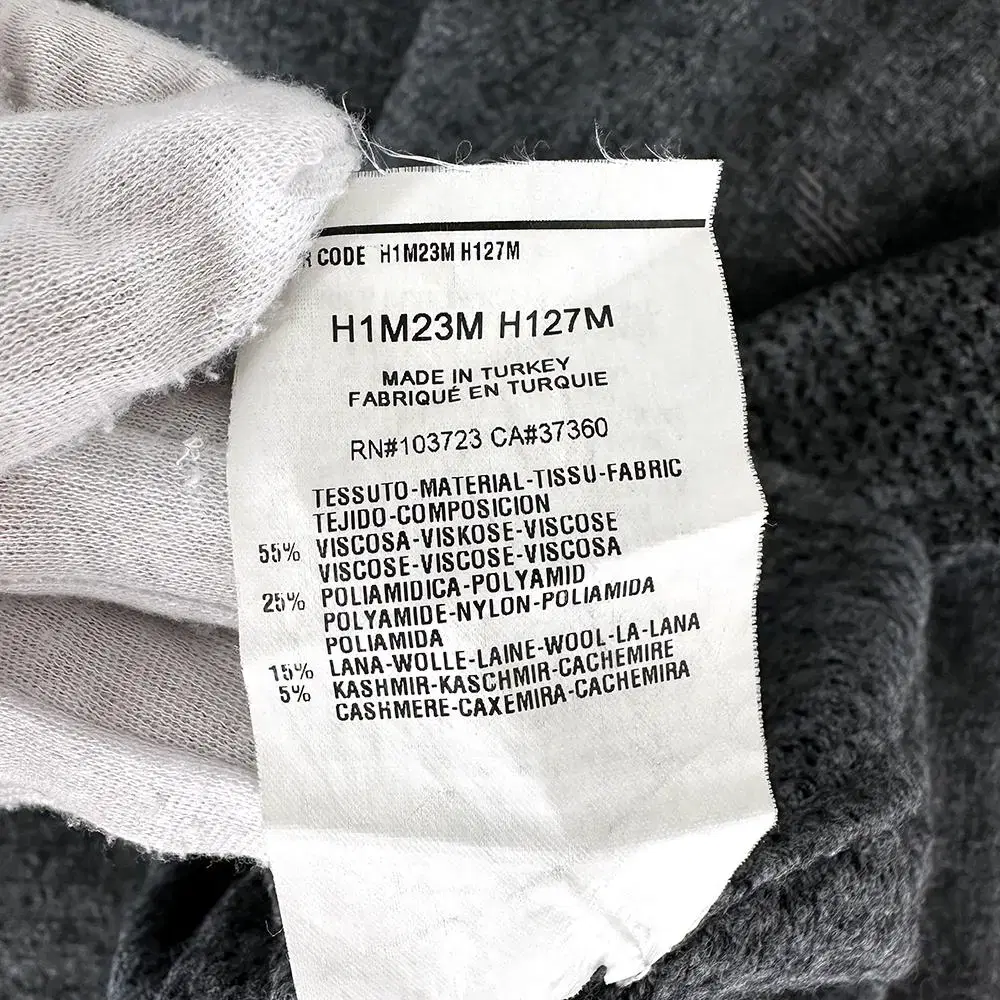 CODE H1M23M H127M
H1M23M H127M
MADE IN TURKEY
FABRIQUÉ EN TURQUIE
RN#103723 CA#37360
TESSUTO-MATERIAL-TISSU-FABRIC
TEJIDO-COMPOSICION
55% VISCOSA-VISKOSE-VISCOSE
VISCOSE-VISCOSE-VISCOSA
25% POLIAMIDICA-POLYAMID
POLYAMIDE-NYLON-POLIAMIDA
POLIAMIDA
15% LANA-WOLLE-LAINE-WOOL-LA-LANA
5% KASHMIR-KASCHMIR-CACHEMIRE
CASHMERE-CAXEMIRA-CACHEMIRA